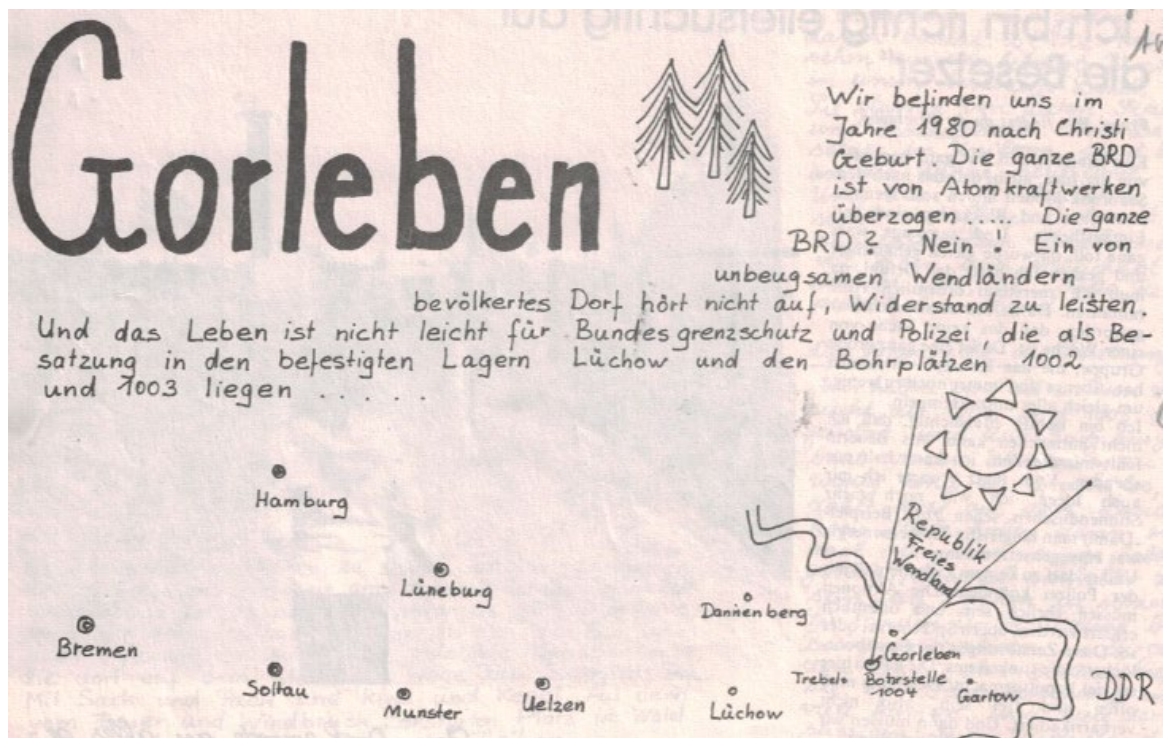 Gorleben
Wir befinden uns im
Jahre 1980 nach Christi
Geburt. Die ganze BRD
ist von Atomkraftwerken
überzogen .... Die ganze
BRD? Nein! Ein von
unbeugsamen Wendländern
bevölkertes Dorf hört nicht auf, Widerstand zu leisten.
Und das Leben ist nicht leicht für Bundesgrenzschutz und Polizei, die als Be-
satzung in den befestigten Lagern Lüchow und den Bohrplätzen 1002
und 1003 liegen ......
Hamburg
Lüneburg
Bremen
Soltau
Munster
Uelzen
Republik
Freies
Wendland
Dannenberg
Gorleben
Trebel
Bohrstelle
1004
Gartow
Lüchow
DDR